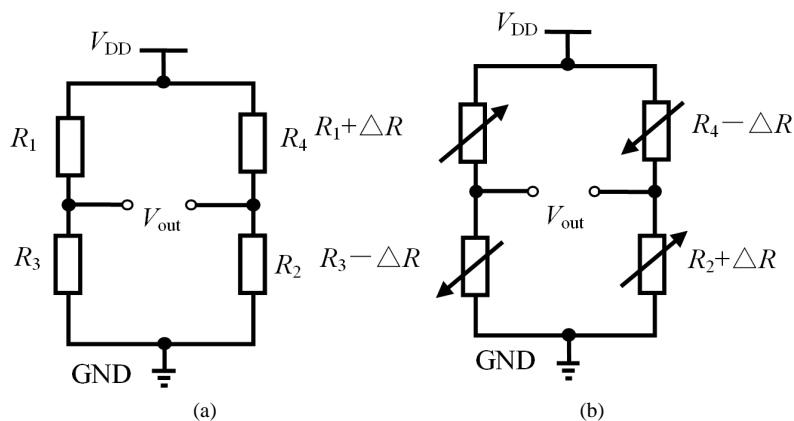 V_DD
R_1
R_4
V_out
R_3
R_2
GND
(a)
V_DD
R_1+△R
R_4−△R
V_out
R_3−△R
R_2+△R
GND
(b)